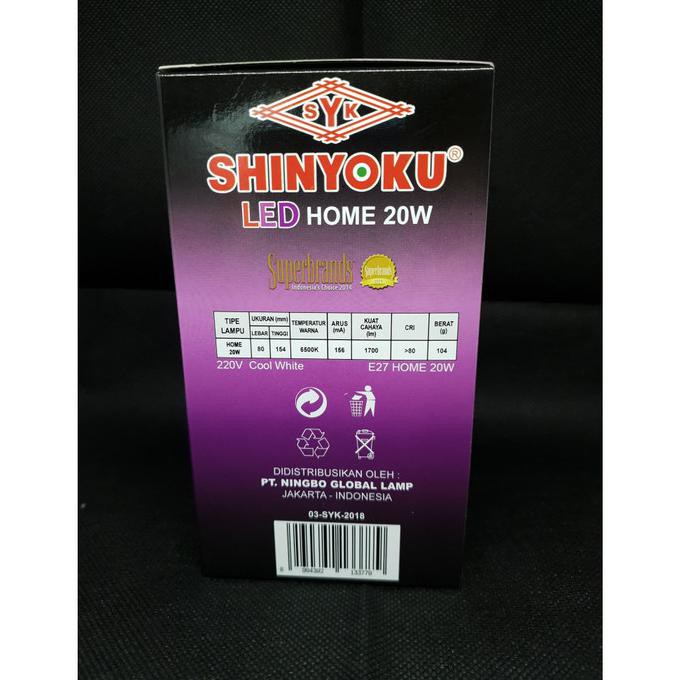 SYK
SHINYOKU®
LED HOME 20W
Superbrands
Indonesia's Choice 2014
Superbrands
TIPE LAMPU UKURAN (mm) LEBAR TINGGI TEMPERATUR WARNA ARUS (mA) KUAT CAHAYA (lm) CRI BERAT (g)
HOME 20W 80 154 6500K 156 1700 >80 104
220V Cool White E27 HOME 20W
DIDISTRIBUSIKAN OLEH :
PT. NINGBO GLOBAL LAMP
JAKARTA - INDONESIA
03-SYK-2018
133770